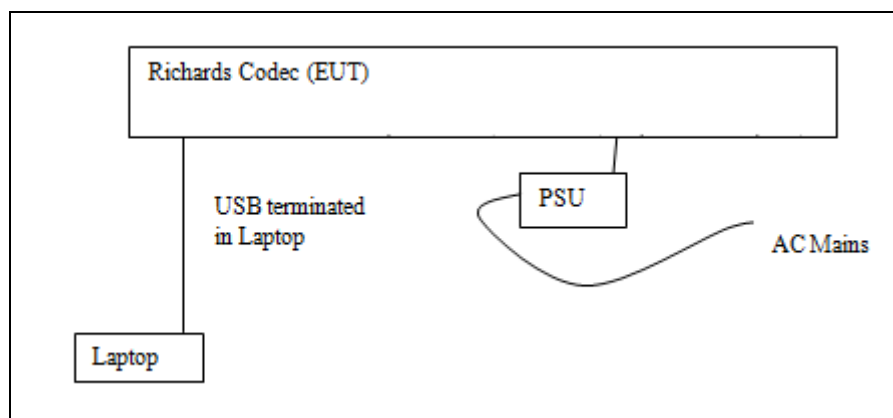 Richards Codec (EUT)
USB terminated
in Laptop
PSU
AC Mains
Laptop